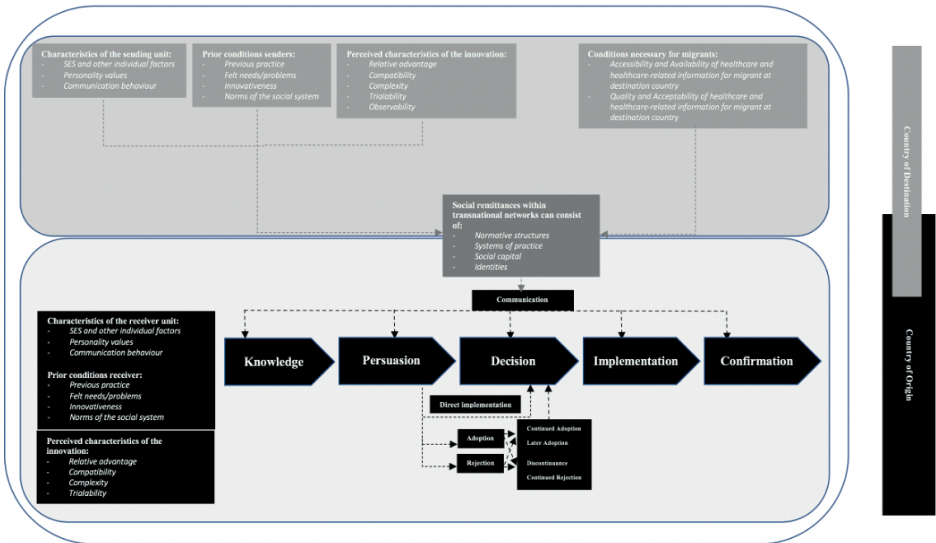 Characteristics of the sending unit:
- SES and other individual factors
- Personality values
- Communication behaviour
Prior conditions senders:
- Previous practice
- Felt needs/problems
- Innovativeness
- Norms of the social system
Perceived characteristics of the innovation:
- Relative advantage
- Compatibility
- Complexity
- Trialability
- Observability
Conditions necessary for migrants:
- Accessibility and Availability of healthcare and
healthcare-related information for migrant at
destination country
- Quality and Acceptability of healthcare and
healthcare-related information for migrant at
destination country
Country of Destination
Social remittances within
transnational networks can consist
of:
- Normative structures
- Systems of practice
- Social capital
- Identities
Communication
Characteristics of the receiver unit:
- SES and other individual factors
- Personality values
- Communication behaviour
Prior conditions receiver:
- Previous practice
- Felt needs/problems
- Innovativeness
- Norms of the social system
Perceived characteristics of the
innovation:
- Relative advantage
- Compatibility
- Complexity
- Trialability
Knowledge
Persuasion
Decision
Implementation
Confirmation
Direct implementation
Adoption
Rejection
Continued Adoption
Later Adoption
Discontinuance
Continued Rejection
Country of Origin